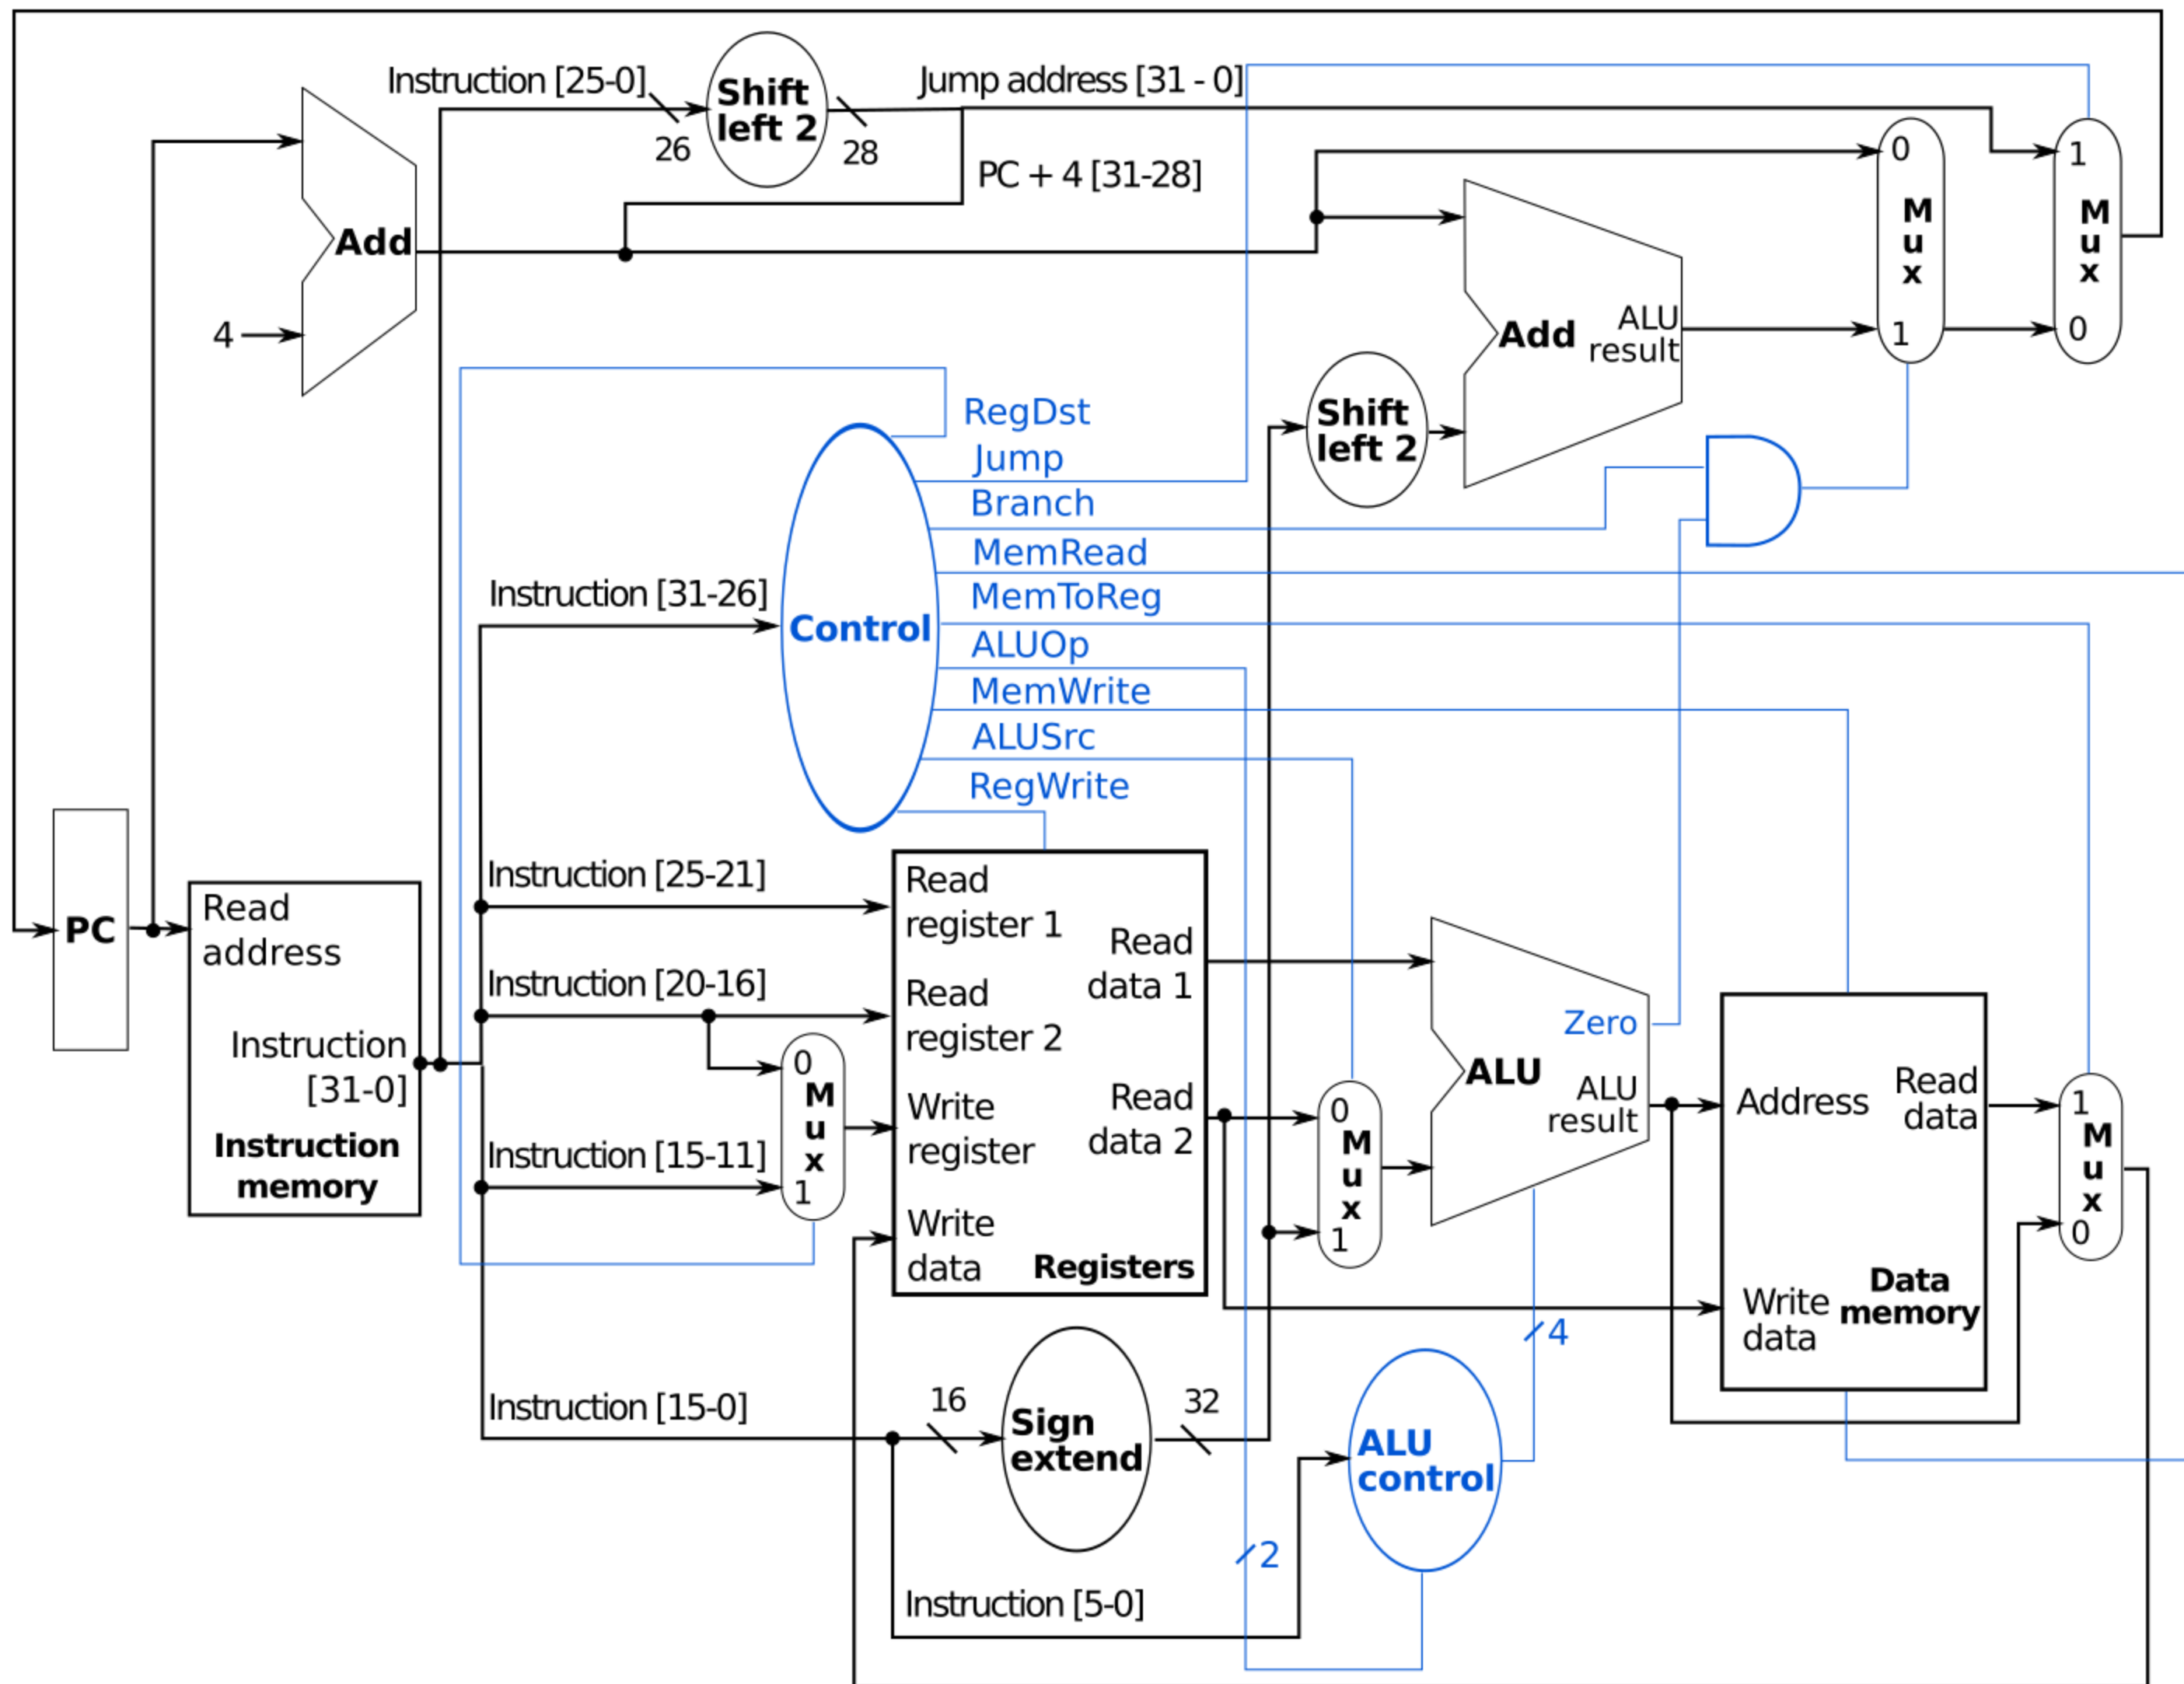 Instruction [25-0]
26
Shift
left 2
28
Jump address [31 - 0]
PC + 4 [31-28]
Add
4
0
M
u
x
1
1
M
u
x
0
Add
ALU
result
Shift
left 2
RegDst
Jump
Branch
MemRead
MemToReg
ALUOp
MemWrite
ALUSrc
RegWrite
Instruction [31-26]
Control
PC
Read
address
Instruction
[31-0]
Instruction
memory
Instruction [25-21]
Instruction [20-16]
Instruction [15-11]
0
M
u
x
1
Read
register 1
Read
register 2
Write
register
Write
data
Read
data 1
Read
data 2
Registers
0
M
u
x
1
Zero
ALU
ALU
result
Address
Read
data
Write
data
Data
memory
1
M
u
x
0
4
Instruction [15-0]
16
Sign
extend
32
ALU
control
2
Instruction [5-0]